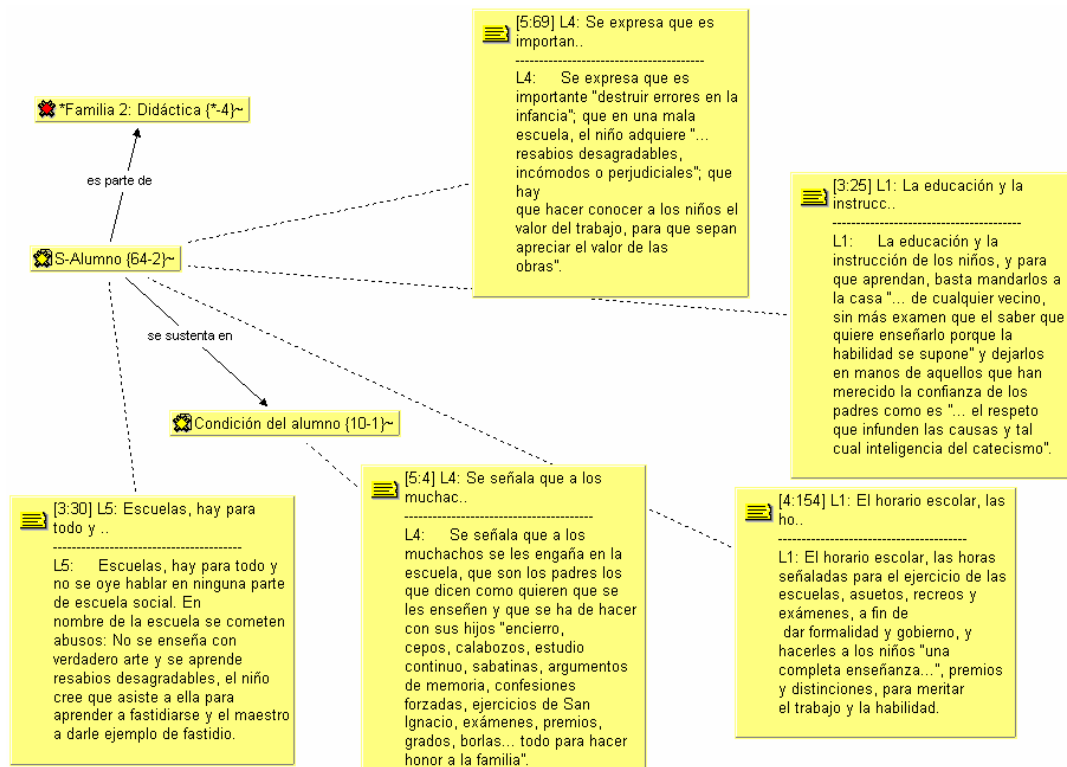 *Familia 2: Didáctica {*-4}~
es parte de
S-Alumno {64-2}~
se sustenta en
Condición del alumno {10-1}~
[5:69] L4: Se expresa que es
importan..
----------------------------------------
L4: Se expresa que es
importante "destruir errores en la
infancia"; que en una mala
escuela, el niño adquiere "...
resabios desagradables,
incómodos o perjudiciales"; que
hay
que hacer conocer a los niños el
valor del trabajo, para que sepan
apreciar el valor de las
obras".
[3:25] L1: La educación y la
instrucc..
----------------------------------------
L1: La educación y la
instrucción de los niños, y para
que aprendan, basta mandarlos a
la casa "... de cualquier vecino,
sin más examen que el saber que
quiere enseñarlo porque la
habilidad se supone" y dejarlos
en manos de aquellos que han
merecido la confianza de los
padres como es "... el respeto
que infunden las causas y tal
cual inteligencia del catecismo".
[3:30] L5: Escuelas, hay para
todo y ..
----------------------------------------
L5: Escuelas, hay para todo y
no se oye hablar en ninguna parte
de escuela social. En
nombre de la escuela se cometen
abusos: No se enseña con
verdadero arte y se aprende
resabios desagradables, el niño
cree que asiste a ella para
aprender a fastidiarse y el maestro
a darle ejemplo de fastidio.
[5:4] L4: Se señala que a los
muchac..
----------------------------------------
L4: Se señala que a los
muchachos se les engaña en la
escuela, que son los padres los
que dicen como quieren que se
les enseñen y que se ha de hacer
con sus hijos "encierro,
cepos, calabozos, estudio
continuo, sabatinas, argumentos
de memoria, confesiones
forzadas, ejercicios de San
Ignacio, exámenes, premios,
grados, borlas... todo para hacer
honor a la familia".
[4:154] L1: El horario escolar, las
ho..
----------------------------------------
L1: El horario escolar, las horas
señaladas para el ejercicio de las
escuelas, asuetos, recreos y
exámenes, a fin de
dar formalidad y gobierno, y
hacerles a los niños "una
completa enseñanza...", premios
y distinciones, para meritar
el trabajo y la habilidad.